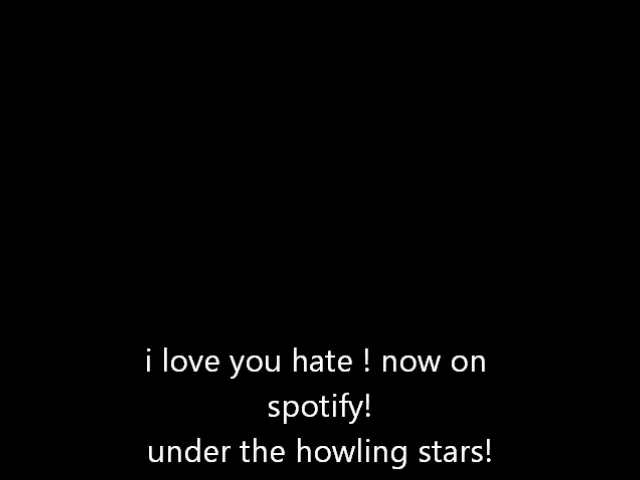 i love you hate ! now on
spotify!
under the howling stars!